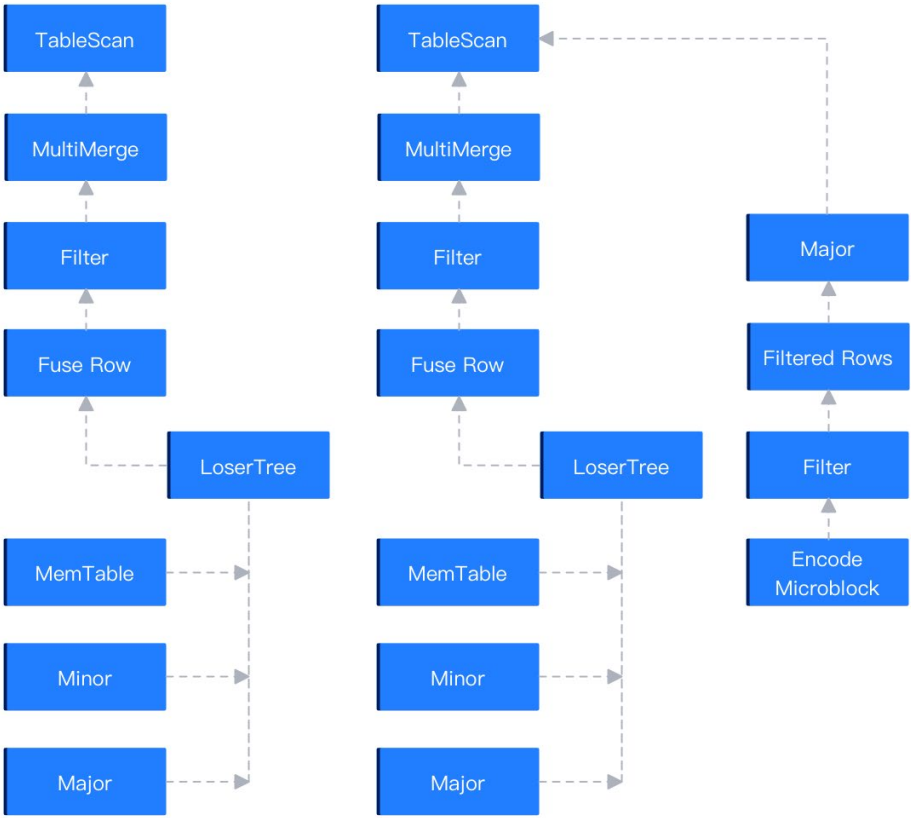 TableScan
MultiMerge
Filter
Fuse Row
LoserTree
MemTable
Minor
Major
TableScan
MultiMerge
Filter
Fuse Row
LoserTree
MemTable
Minor
Major
Major
Filtered Rows
Filter
Encode
Microblock